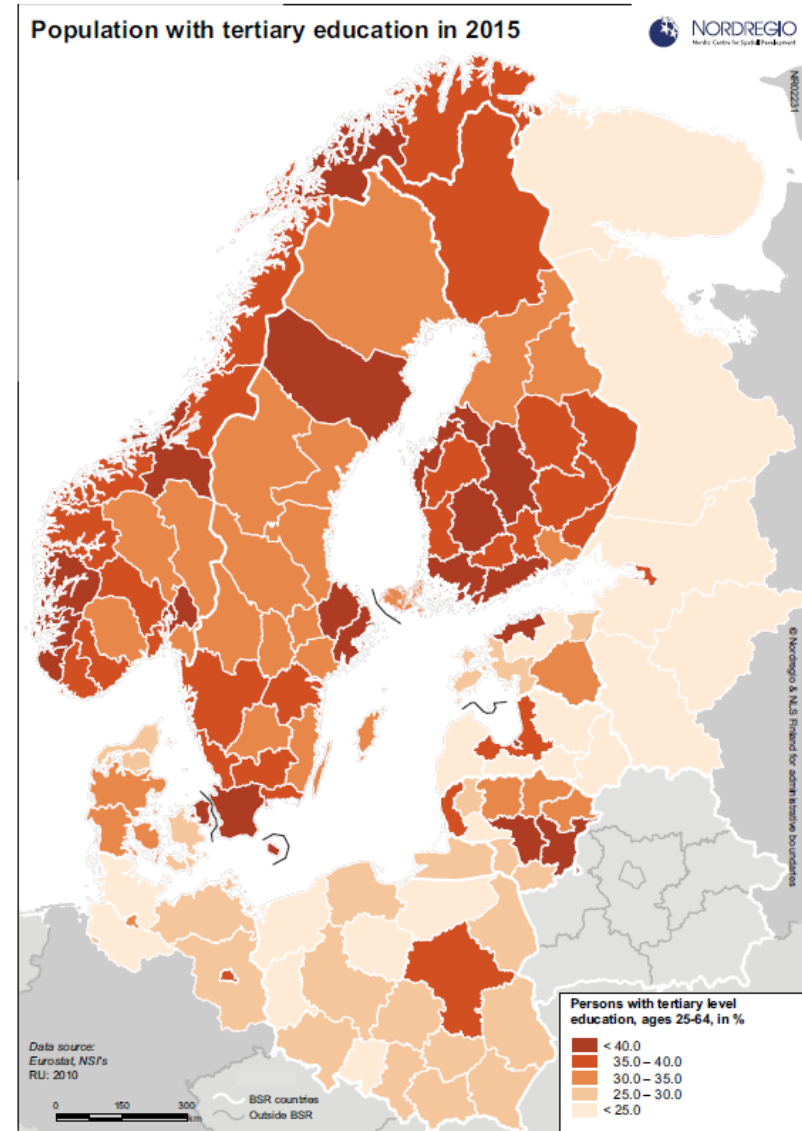 Population with tertiary education in 2015
NORDREGIO
Nordic Centre for Spatial Development
NR02231
© Nordregio & NLS Finland for administrative boundaries
Persons with tertiary level
education, ages 25-64, in %
< 40.0
35.0 – 40.0
30.0 – 35.0
25.0 – 30.0
< 25.0
Data source:
Eurostat, NSI's
RU: 2010
0 150 300
km
BSR countries
Outside BSR